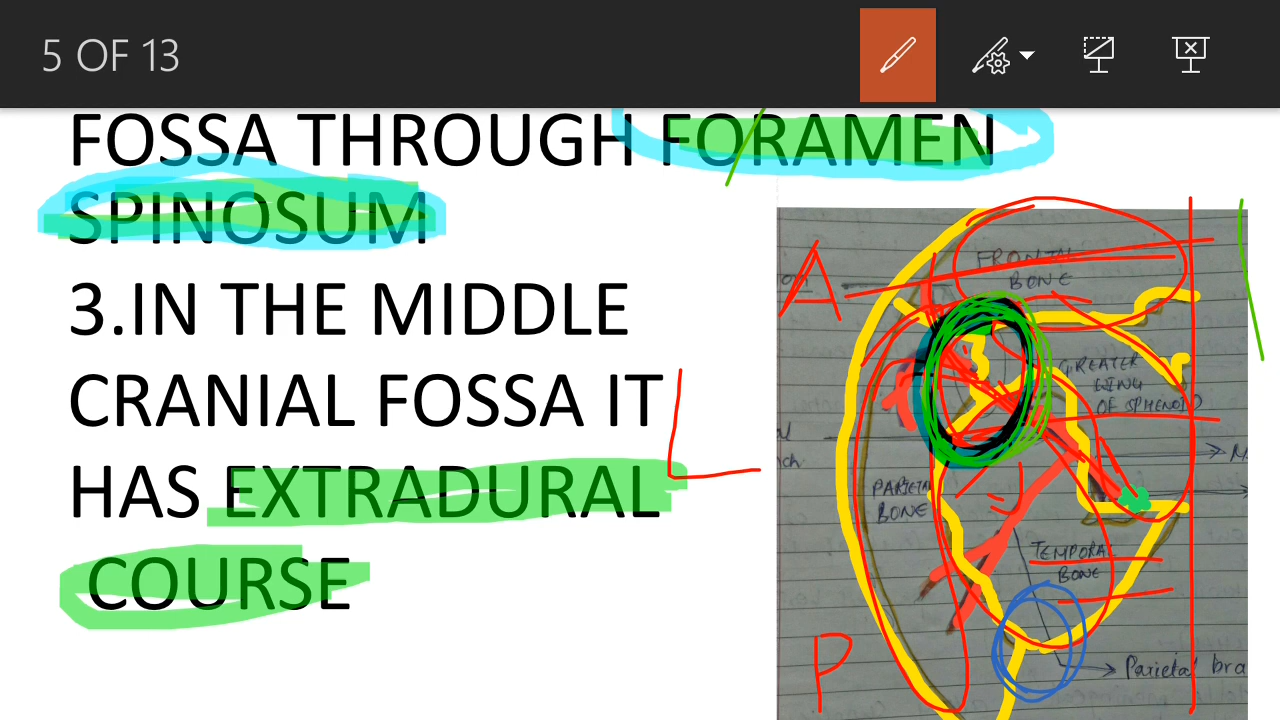 5 OF 13
FOSSA THROUGH FORAMEN
SPINOSUM
3.IN THE MIDDLE
CRANIAL FOSSA IT
HAS EXTRADURAL
COURSE
A
FRONTAL
BONE
GREATER
WING
OF SPHENOID
L
PARIETAL
BONE
TEMPORAL
BONE
P
Parietal bra